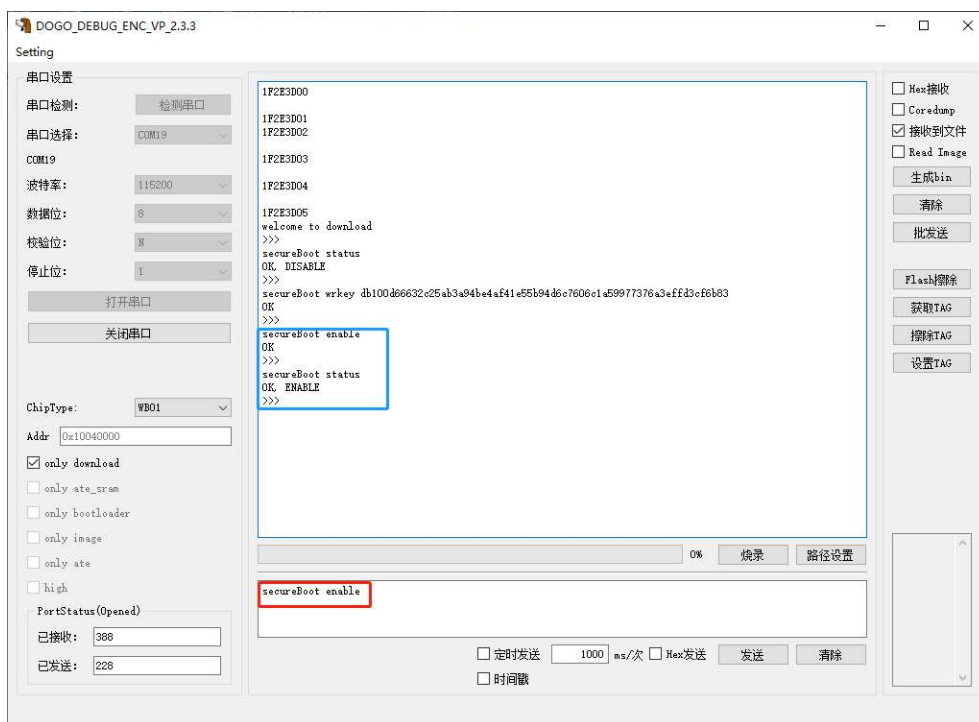 DOGO_DEBUG_ENC_VP_2.3.3
Setting
串口设置
串口检测: 检测串口
串口选择: COM19
COM19
波特率: 115200
数据位: 8
校验位: N
停止位: 1
打开串口
关闭串口
ChipType: WB01
Addr 0x10040000
only download
only ate_sram
only bootloader
only image
only ate
high
PortStatus(Opened)
已接收: 388
已发送: 228
1F2E3D00
1F2E3D01
1F2E3D02
1F2E3D03
1F2E3D04
1F2E3D05
welcome to download
>>>
secureBoot status
OK, DISABLE
>>>
secureBoot wrkey db100d66632c25ab3a94be4af41e55b94d6c7606c1a59977376a3effd3cf6b83
OK
>>>
secureBoot enable
OK
>>>
secureBoot status
OK, ENABLE
>>>
0% 烧录 路径设置
secureBoot enable
定时发送 1000 ms/次 Hex发送 发送 清除
时间戳
Hex接收
Coredump
接收到文件
Read Image
生成bin
清除
批发送
Flash擦除
获取TAG
擦除TAG
设置TAG